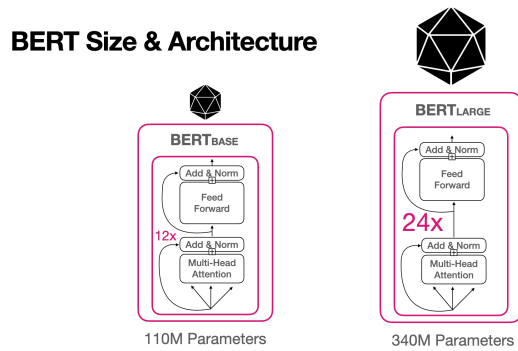 BERT Size & Architecture
BERTBASE
Add & Norm
Feed
Forward
12x
Add & Norm
Multi-Head
Attention
110M Parameters
BERTLARGE
Add & Norm
Feed
Forward
24x
Add & Norm
Multi-Head
Attention
340M Parameters